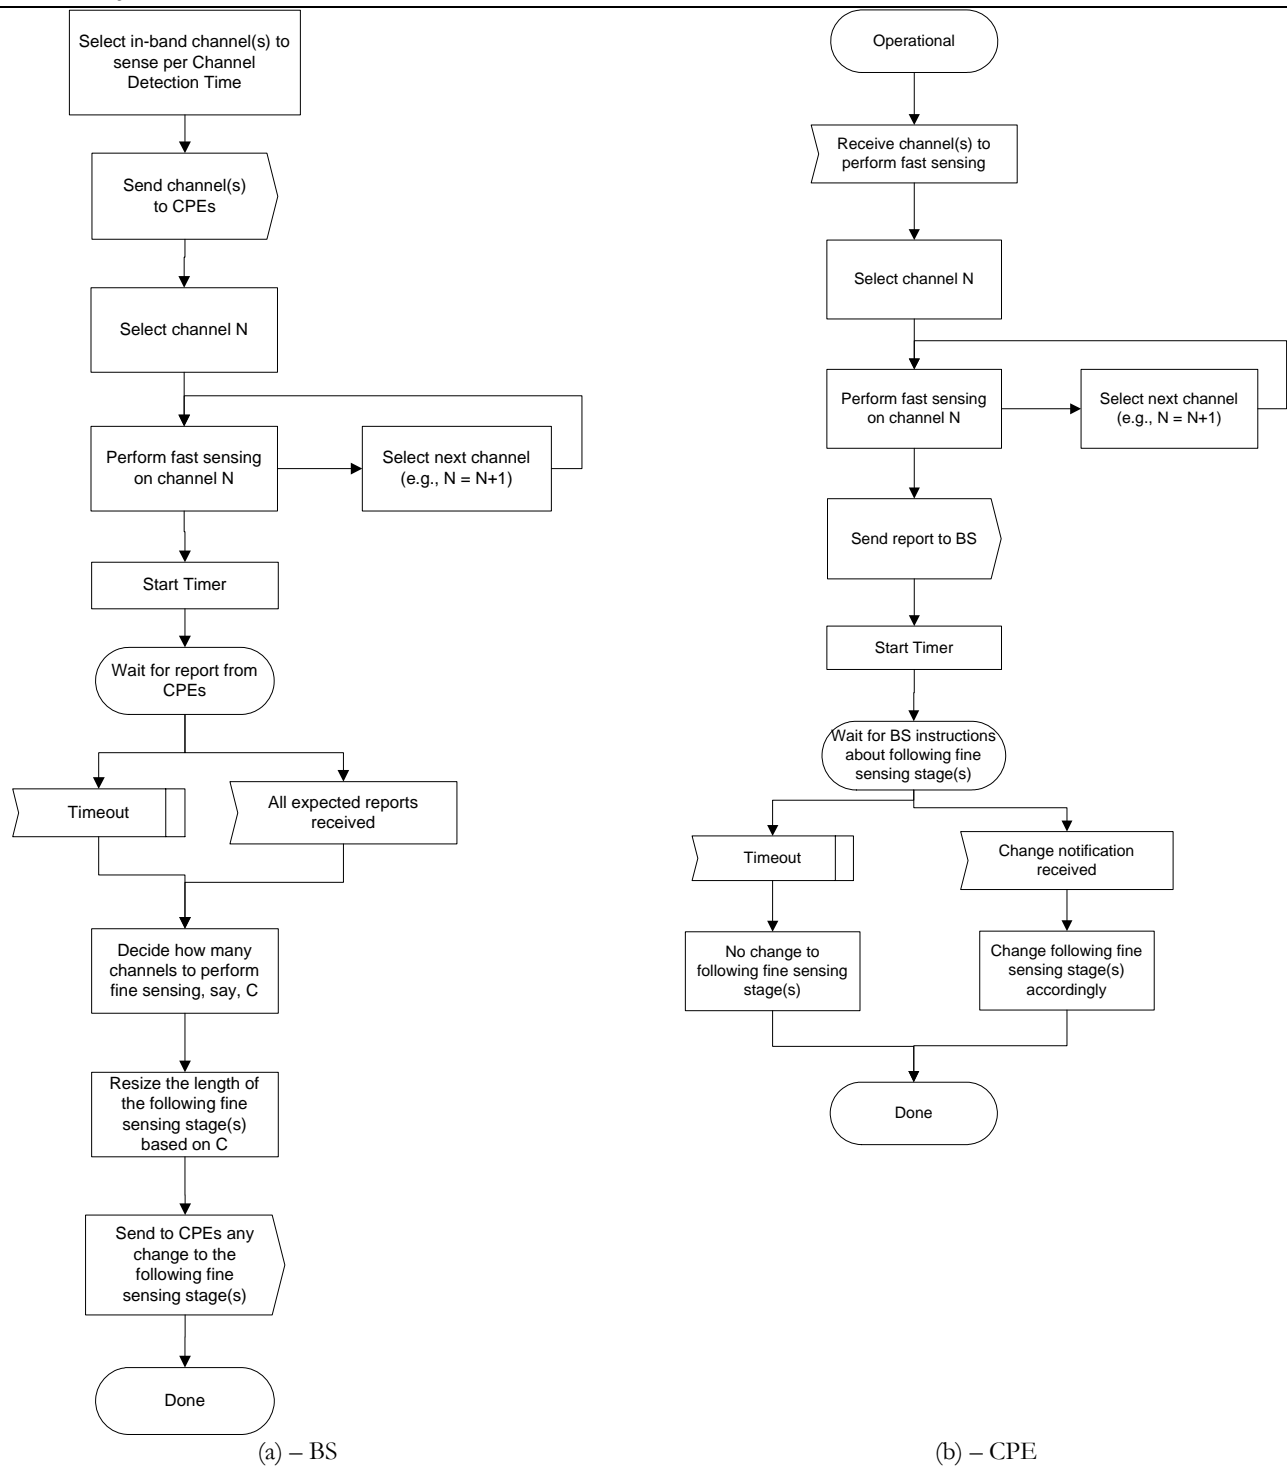 Select in-band channel(s) to
sense per Channel
Detection Time
Send channel(s)
to CPEs
Select channel N
Perform fast sensing
on channel N
Select next channel
(e.g., N = N+1)
Start Timer
Wait for report from
CPEs
Timeout
All expected reports
received
Decide how many
channels to perform
fine sensing, say, C
Resize the length of
the following fine
sensing stage(s)
based on C
Send to CPEs any
change to the
following fine
sensing stage(s)
Done
(a) – BS
Operational
Receive channel(s) to
perform fast sensing
Select channel N
Perform fast sensing
on channel N
Select next channel
(e.g., N = N+1)
Send report to BS
Start Timer
Wait for BS instructions
about following fine
sensing stage(s)
Timeout
Change notification
received
No change to
following fine sensing
stage(s)
Change following fine
sensing stage(s)
accordingly
Done
(b) – CPE